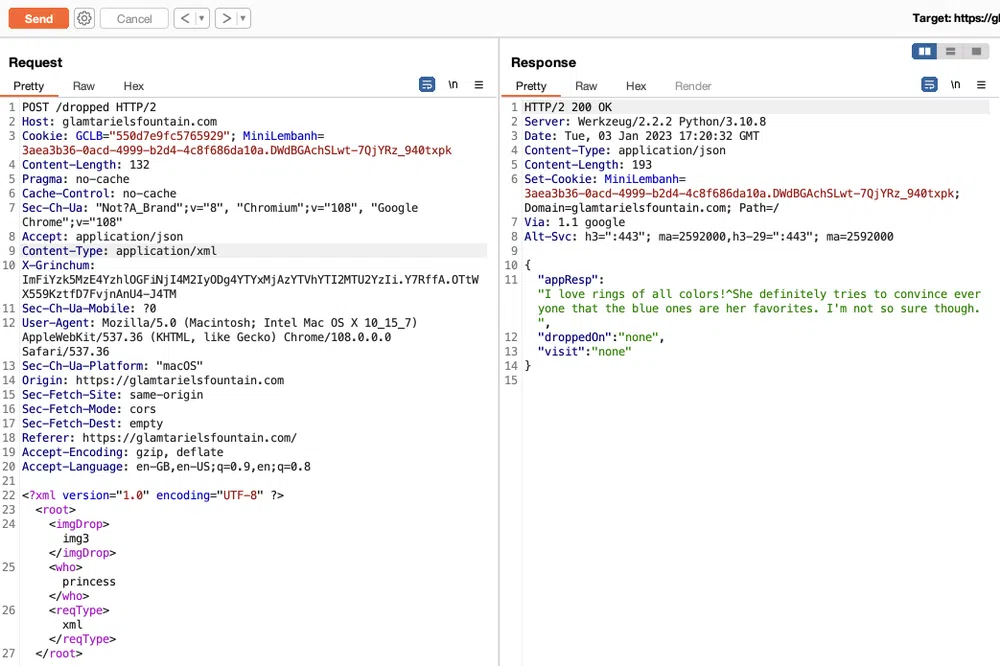 Send Cancel < ▼ > ▼ Target: https://gl
Request
Pretty Raw Hex \n
1 POST /dropped HTTP/2
2 Host: glamtarielsfountain.com
3 Cookie: GCLB="550d7e9fc5765929"; MiniLembanh=
3aea3b36-0acd-4999-b2d4-4c8f686da10a.DWdBGAchSLwt-7QjYRz_940txpk
4 Content-Length: 132
5 Pragma: no-cache
6 Cache-Control: no-cache
7 Sec-Ch-Ua: "Not?A_Brand";v="8", "Chromium";v="108", "Google
Chrome";v="108"
8 Accept: application/json
9 Content-Type: application/xml
10 X-Grinchum:
ImFiYzk5MzE4YzhlOGFiNjI4M2IyODg4YTYxMjAzYTVhYTI2MTU2YzIi.Y7RffA.OTtW
X559KztfD7FvjnAnU4-J4TM
11 Sec-Ch-Ua-Mobile: ?0
12 User-Agent: Mozilla/5.0 (Macintosh; Intel Mac OS X 10_15_7)
AppleWebKit/537.36 (KHTML, like Gecko) Chrome/108.0.0.0
Safari/537.36
13 Sec-Ch-Ua-Platform: "macOS"
14 Origin: https://glamtarielsfountain.com
15 Sec-Fetch-Site: same-origin
16 Sec-Fetch-Mode: cors
17 Sec-Fetch-Dest: empty
18 Referer: https://glamtarielsfountain.com/
19 Accept-Encoding: gzip, deflate
20 Accept-Language: en-GB,en-US;q=0.9,en;q=0.8
21
22 <?xml version="1.0" encoding="UTF-8" ?>
23 <root>
24 <imgDrop>
img3
</imgDrop>
25 <who>
princess
</who>
26 <reqType>
xml
</reqType>
27 </root>
Response
Pretty Raw Hex Render \n
1 HTTP/2 200 OK
2 Server: Werkzeug/2.2.2 Python/3.10.8
3 Date: Tue, 03 Jan 2023 17:20:32 GMT
4 Content-Type: application/json
5 Content-Length: 193
6 Set-Cookie: MiniLembanh=
3aea3b36-0acd-4999-b2d4-4c8f686da10a.DWdBGAchSLwt-7QjYRz_940txpk;
Domain=glamtarielsfountain.com; Path=/
7 Via: 1.1 google
8 Alt-Svc: h3=":443"; ma=2592000,h3-29=":443"; ma=2592000
9
10 {
11 "appResp":
"I love rings of all colors!^She definitely tries to convince ever
yone that the blue ones are her favorites. I'm not so sure though.
",
12 "droppedOn":"none",
13 "visit":"none"
14 }
15